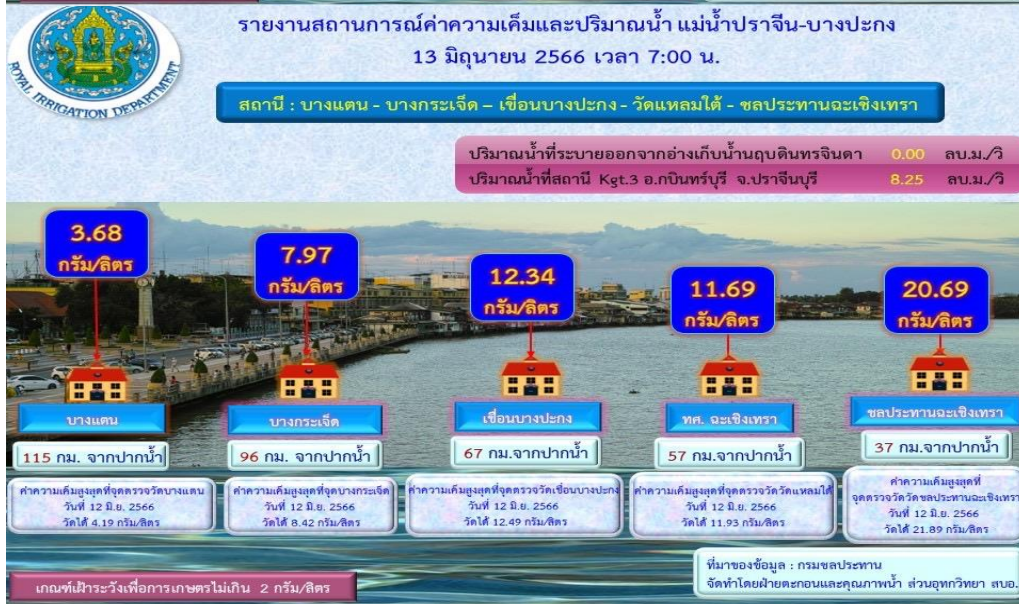 รายงานสถานการณ์ค่าความเค็มและปริมาณน้ำ แม่น้ำปราจีน-บางปะกง
13 มิถุนายน 2566 เวลา 7:00 น.
ROYAL IRRIGATION DEPARTMENT
สถานี : บางแตน - บางกระเจ็ด – เขื่อนบางปะกง - วัดแหลมใต้ - ชลประทานฉะเชิงเทรา
ปริมาณน้ำที่ระบายออกจากอ่างเก็บน้ำนฤบดินทรจินดา 0.00 ลบ.ม./วิ
ปริมาณน้ำที่สถานี Kgt.3 อ.กบินทร์บุรี จ.ปราจีนบุรี 8.25 ลบ.ม./วิ
3.68
กรัม/ลิตร
7.97
กรัม/ลิตร
12.34
กรัม/ลิตร
11.69
กรัม/ลิตร
20.69
กรัม/ลิตร
บางแตน
บางกระเจ็ด
เขื่อนบางปะกง
ทศ. ฉะเชิงเทรา
ชลประทานฉะเชิงเทรา
115 กม. จากปากน้ำ
96 กม. จากปากน้ำ
67 กม.จากปากน้ำ
57 กม.จากปากน้ำ
37 กม.จากปากน้ำ
ค่าความเค็มสูงสุดที่จุดตรวจวัดบางแตน
วันที่ 12 มิ.ย. 2566
วัดได้ 4.19 กรัม/ลิตร
ค่าความเค็มสูงสุดที่จุดบางกระเจ็ด
วันที่ 12 มิ.ย. 2566
วัดได้ 8.42 กรัม/ลิตร
ค่าความเค็มสูงสุดที่จุดตรวจวัดเขื่อนบางปะกง
วันที่ 12 มิ.ย. 2566
วัดได้ 12.49 กรัม/ลิตร
ค่าความเค็มสูงสุดที่จุดตรวจวัดวัดแหลมใต้
วันที่ 12 มิ.ย. 2566
วัดได้ 11.93 กรัม/ลิตร
ค่าความเค็มสูงสุดที่
จุดตรวจวัดวัดชลประทานฉะเชิงเทรา
วันที่ 12 มิ.ย. 2566
วัดได้ 21.89 กรัม/ลิตร
เกณฑ์เฝ้าระวังเพื่อการเกษตรไม่เกิน 2 กรัม/ลิตร
ที่มาของข้อมูล : กรมชลประทาน
จัดทำโดยฝ่ายตะกอนและคุณภาพน้ำ ส่วนอุทกวิทยา สบอ.